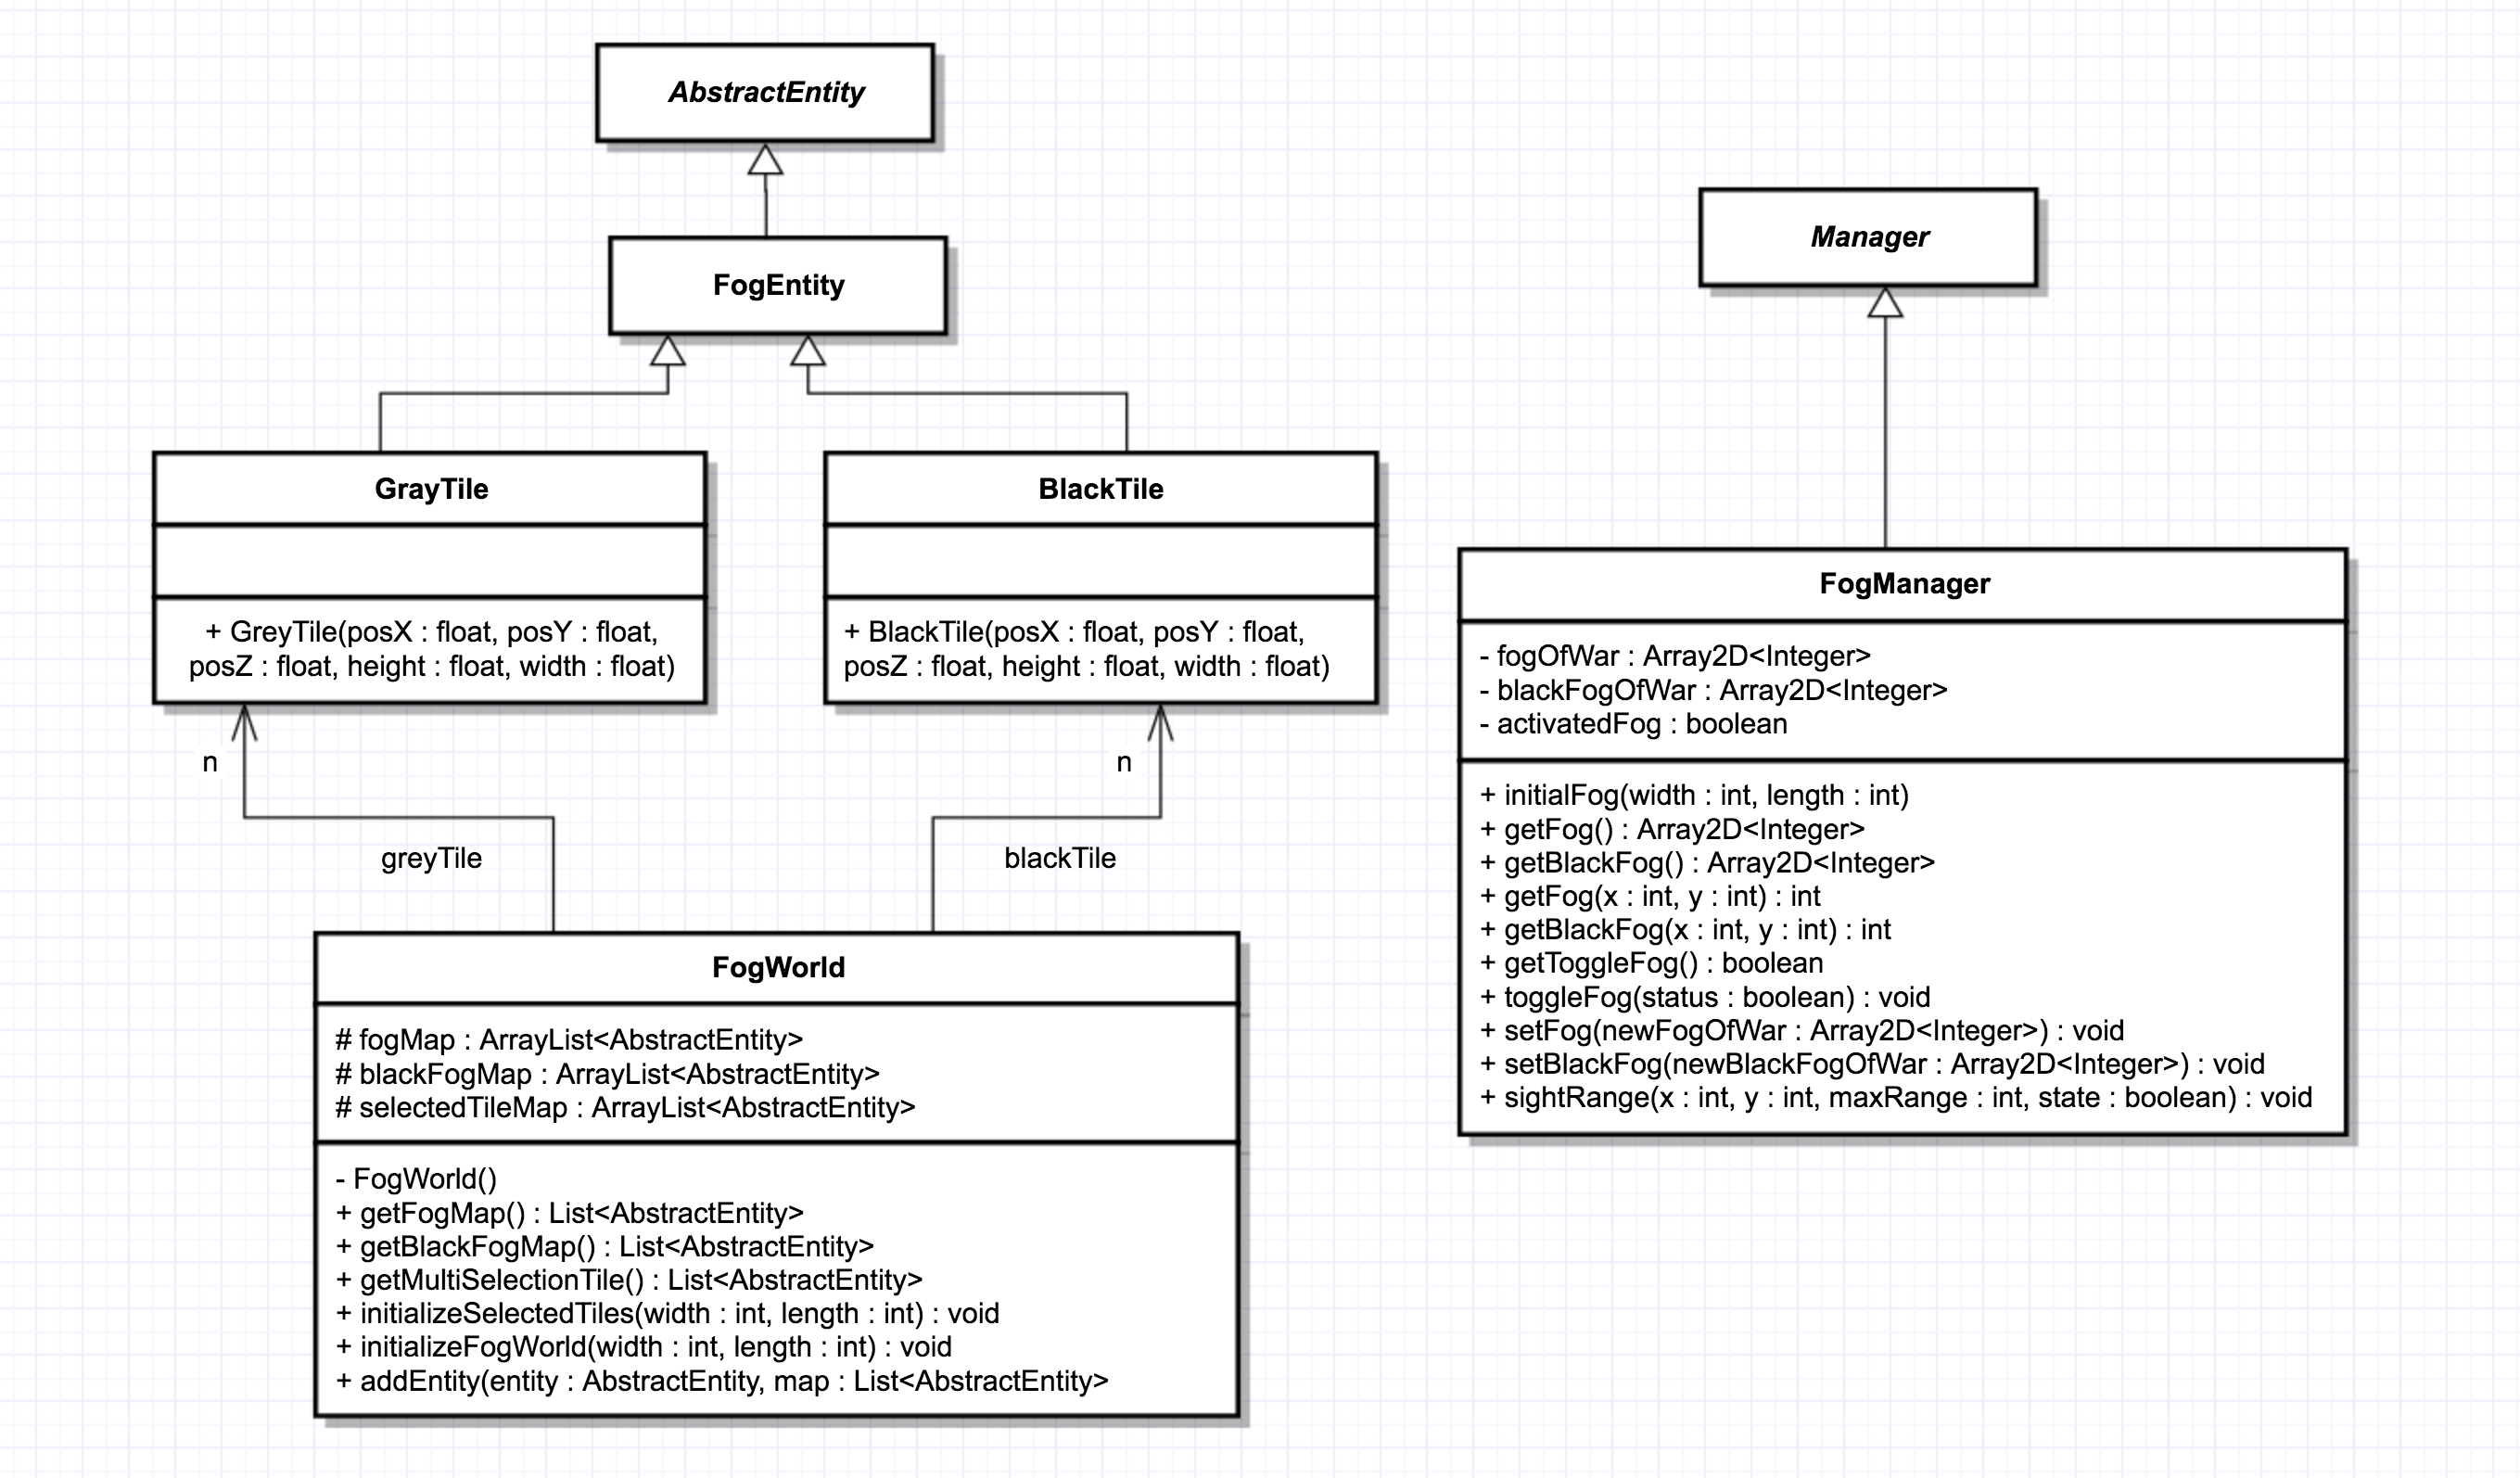 AbstractEntity
FogEntity
GrayTile
+ GreyTile(posX : float, posY : float,
posZ : float, height : float, width : float)
BlackTile
+ BlackTile(posX : float, posY : float,
posZ : float, height : float, width : float)
n
n
greyTile
blackTile
FogWorld
# fogMap : ArrayList<AbstractEntity>
# blackFogMap : ArrayList<AbstractEntity>
# selectedTileMap : ArrayList<AbstractEntity>
- FogWorld()
+ getFogMap() : List<AbstractEntity>
+ getBlackFogMap() : List<AbstractEntity>
+ getMultiSelectionTile() : List<AbstractEntity>
+ initializeSelectedTiles(width : int, length : int) : void
+ initializeFogWorld(width : int, length : int) : void
+ addEntity(entity : AbstractEntity, map : List<AbstractEntity>
Manager
FogManager
- fogOfWar : Array2D<Integer>
- blackFogOfWar : Array2D<Integer>
- activatedFog : boolean
+ initialFog(width : int, length : int)
+ getFog() : Array2D<Integer>
+ getBlackFog() : Array2D<Integer>
+ getFog(x : int, y : int) : int
+ getBlackFog(x : int, y : int) : int
+ getToggleFog() : boolean
+ toggleFog(status : boolean) : void
+ setFog(newFogOfWar : Array2D<Integer>) : void
+ setBlackFog(newBlackFogOfWar : Array2D<Integer>) : void
+ sightRange(x : int, y : int, maxRange : int, state : boolean) : void